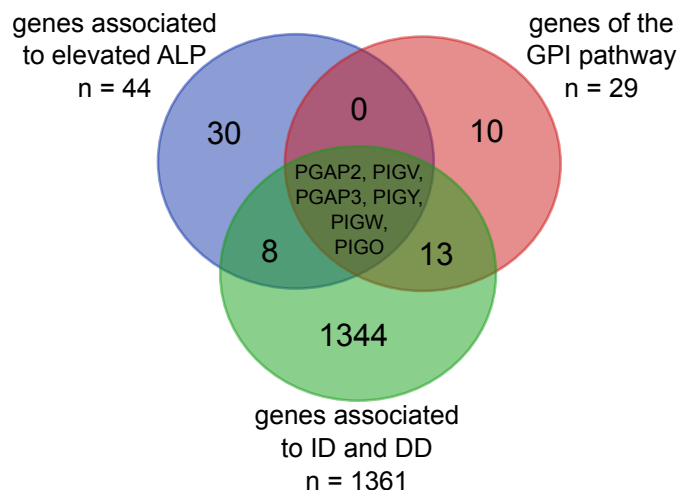 genes associated
to elevated ALP
n = 44
genes of the
GPI pathway
n = 29
0
30
10
PGAP2, PIGV,
PGAP3, PIGY,
PIGW,
PIGO
8
13
1344
genes associated
to ID and DD
n = 1361